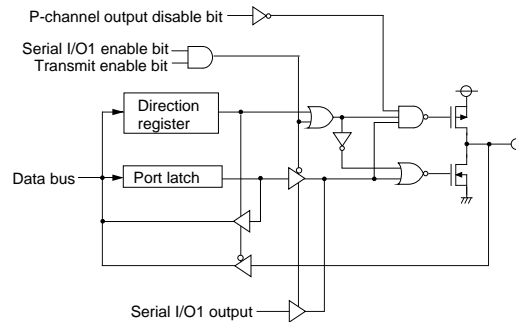 P-channel output disable bit
Serial I/O1 enable bit
Transmit enable bit
Direction
register
Data bus
Port latch
Serial I/O1 output